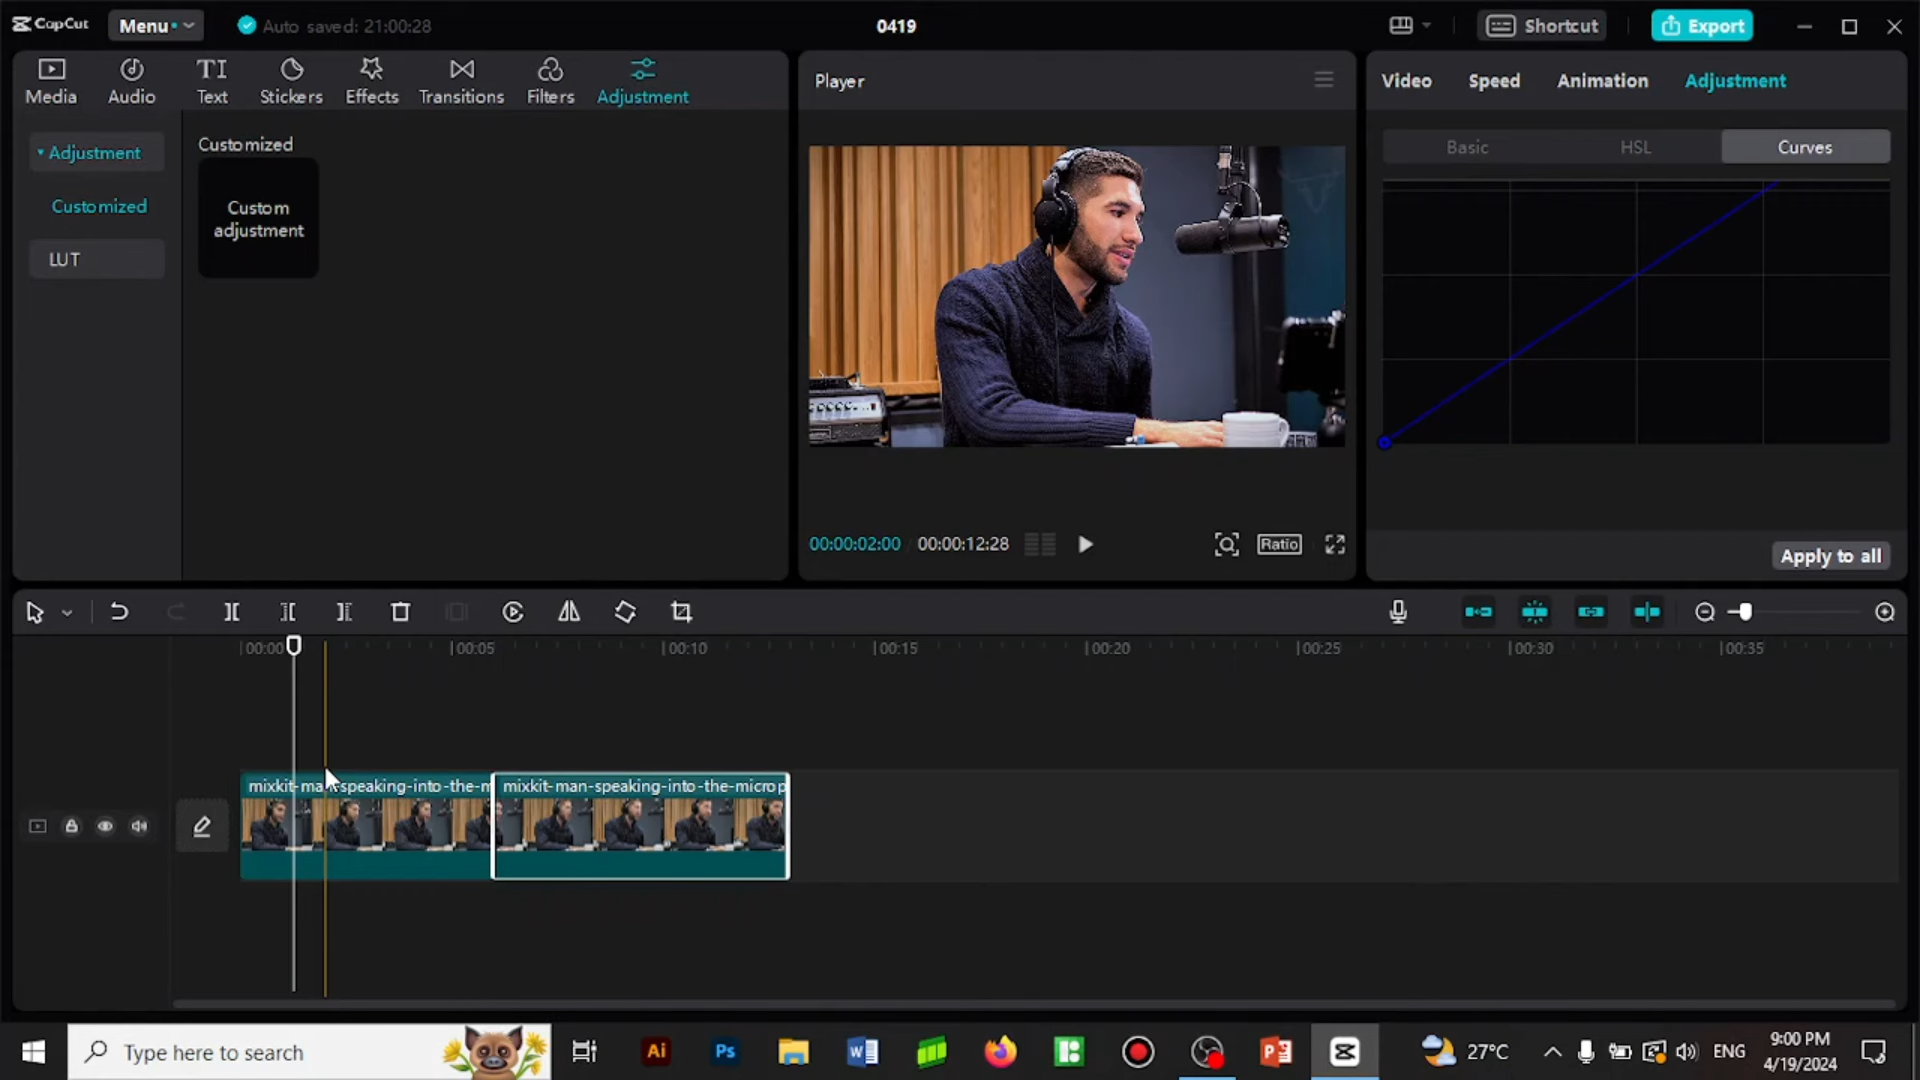 CapCut
Menu
Auto saved: 21:00:28
0419
Shortcut
Export
Media
Audio
TI
Text
Stickers
Effects
Transitions
Filters
Adjustment
Player
Video
Speed
Animation
Adjustment
Adjustment
Customized
LUT
Customized
Custom
adjustment
Basic
HSL
Curves
00:00:02:00
00:00:12:28
Ratio
Apply to all
00:00
00:05
00:10
00:15
00:20
00:25
00:30
00:35
mixkit-man-speaking-into-the-m
mixkit-man-speaking-into-the-microp
Type here to search
Ai
Ps
27°C
ENG
9:00 PM
4/19/2024